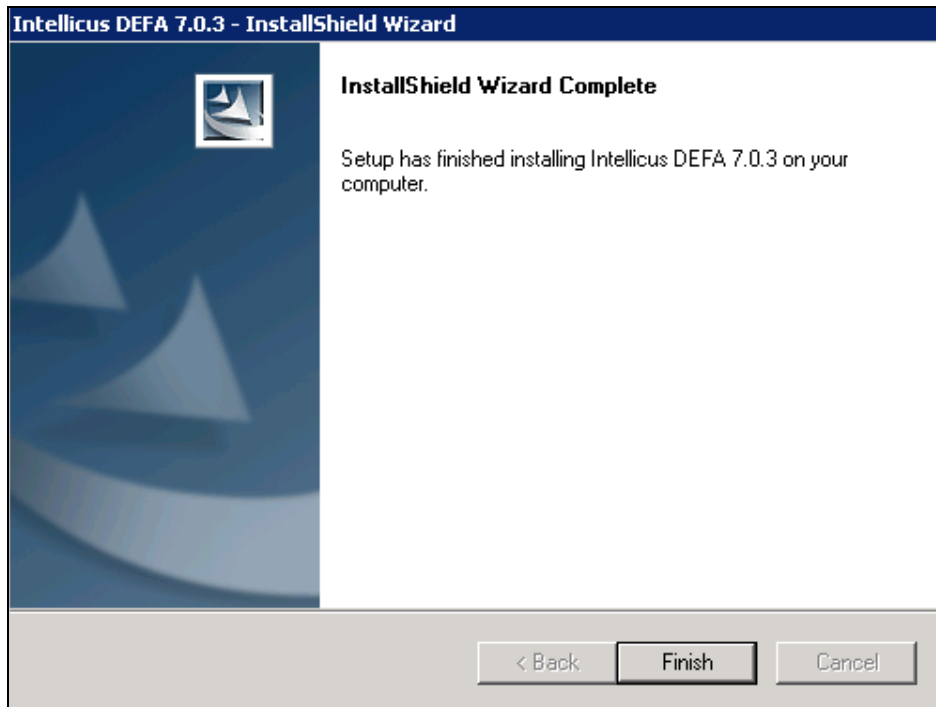 Intellicus DEFA 7.0.3 - InstallShield Wizard
InstallShield Wizard Complete
Setup has finished installing Intellicus DEFA 7.0.3 on your
computer.
< Back
Finish
Cancel